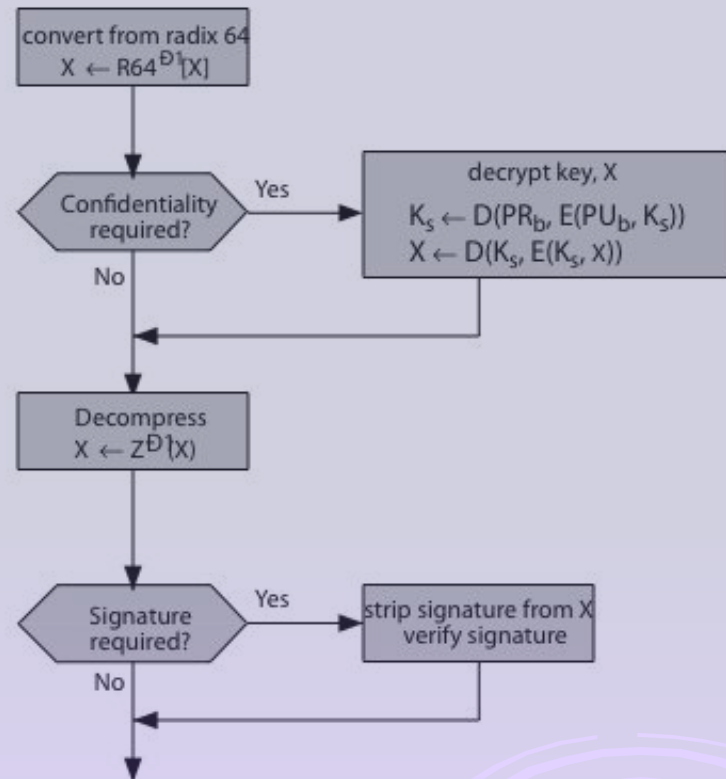 convert from radix 64
X ← R64^Ð1[X]
Confidentiality
required?
Yes
No
decrypt key, X
K_s ← D(PR_b, E(PU_b, K_s))
X ← D(K_s, E(K_s, X))
Decompress
X ← Z^Ð1(X)
Signature
required?
Yes
No
strip signature from X
verify signature